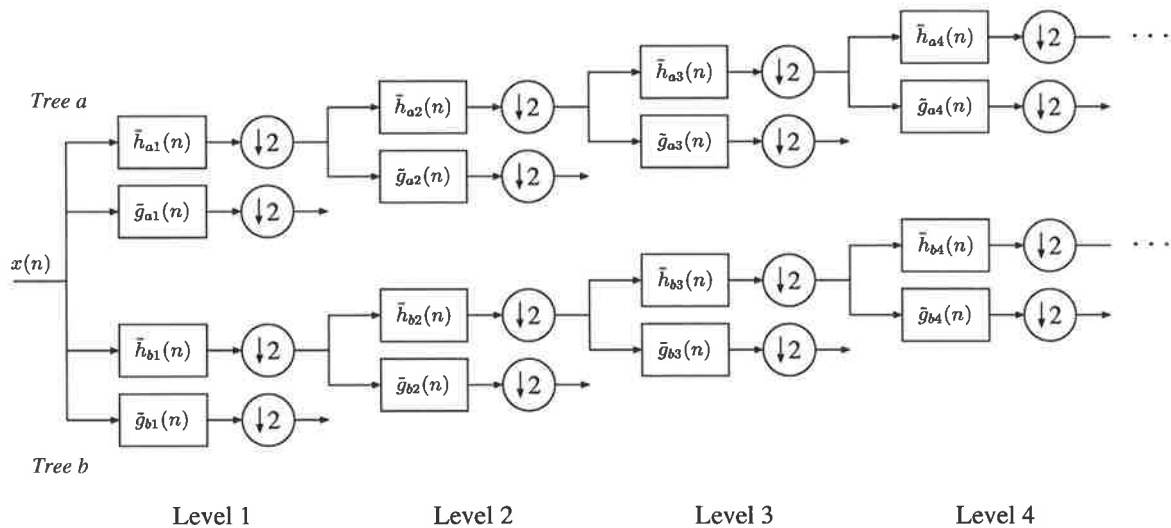 h̃a4(n) ↓2 · · ·
h̃a3(n) ↓2
Tree a
h̃a2(n) ↓2
g̃a4(n) ↓2
h̃a1(n) ↓2
g̃a3(n) ↓2
g̃a2(n) ↓2
g̃a1(n) ↓2
x(n)
h̃b4(n) ↓2 · · ·
h̃b3(n) ↓2
h̃b2(n) ↓2
g̃b4(n) ↓2
h̃b1(n) ↓2
g̃b3(n) ↓2
g̃b2(n) ↓2
g̃b1(n) ↓2
Tree b
Level 1 Level 2 Level 3 Level 4